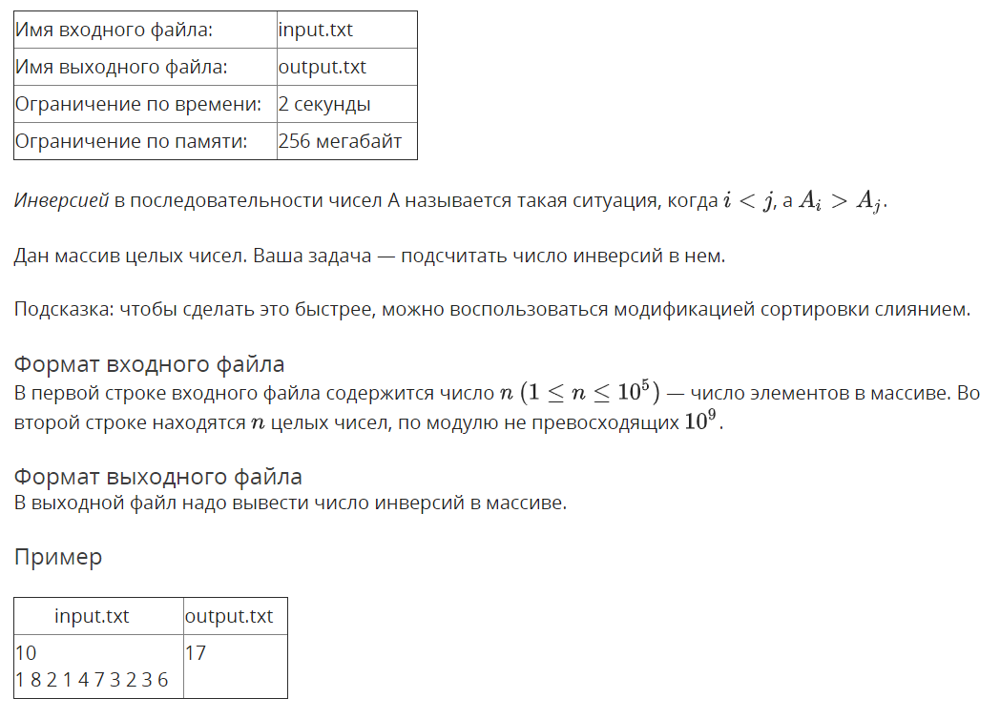 Имя входного файла: input.txt
Имя выходного файла: output.txt
Ограничение по времени: 2 секунды
Ограничение по памяти: 256 мегабайт
Инверсией в последовательности чисел А называется такая ситуация, когда i < j, а A_i > A_j.
Дан массив целых чисел. Ваша задача — подсчитать число инверсий в нем.
Подсказка: чтобы сделать это быстрее, можно воспользоваться модификацией сортировки слиянием.
Формат входного файла
В первой строке входного файла содержится число n (1 ≤ n ≤ 10^5) — число элементов в массиве. Во
второй строке находятся n целых чисел, по модулю не превосходящих 10^9.
Формат выходного файла
В выходной файл надо вывести число инверсий в массиве.
Пример
input.txt output.txt
10 17
1 8 2 1 4 7 3 2 3 6